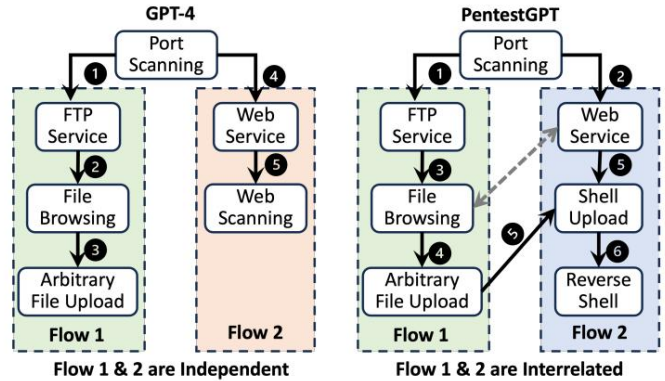 GPT-4
Port
Scanning
1
4
FTP
Service
2
File
Browsing
3
Arbitrary
File Upload
Flow 1
Web
Service
5
Web
Scanning
Flow 2
Flow 1 & 2 are Independent
PentestGPT
Port
Scanning
1
2
FTP
Service
3
File
Browsing
4
Arbitrary
File Upload
Flow 1
5
Web
Service
5
Shell
Upload
6
Reverse
Shell
Flow 2
Flow 1 & 2 are Interrelated